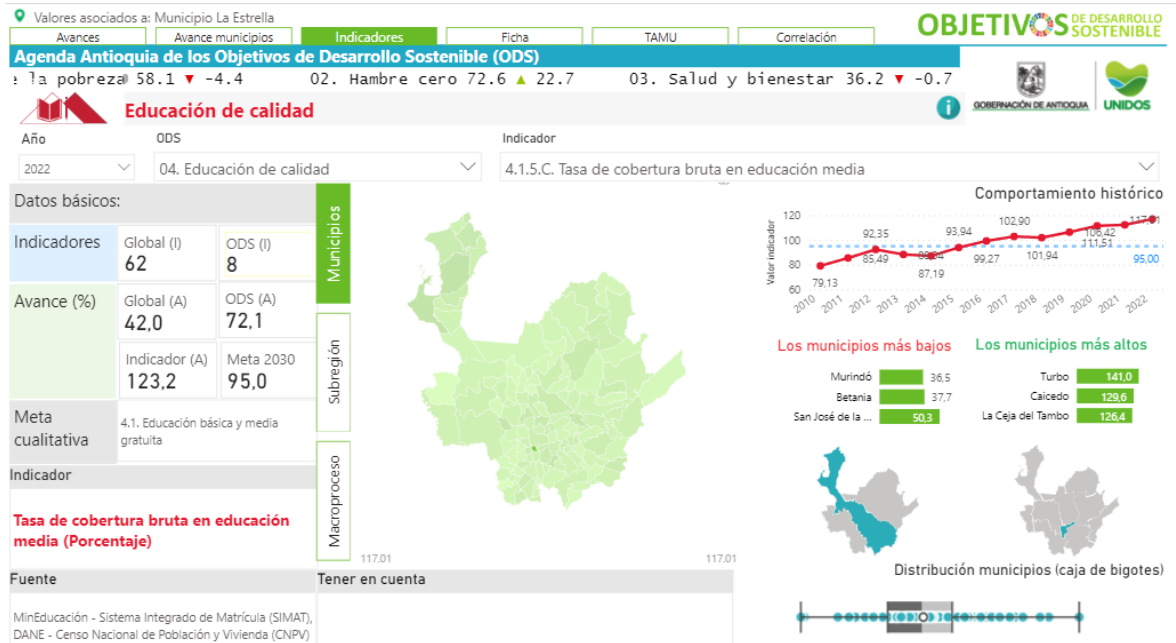 Valores asociados a: Municipio La Estrella
Avances
Avance municipios
Indicadores
Ficha
TAMU
Correlación
OBJETIVOS DE DESARROLLO SOSTENIBLE
Agenda Antioquia de los Objetivos de Desarrollo Sostenible (ODS)
la pobreza 58.1 ▼ -4.4 02. Hambre cero 72.6 ▲ 22.7 03. Salud y bienestar 36.2 ▼ -0.7
GOBERNACIÓN DE ANTIOQUIA
UNIDOS
Educación de calidad
i
Año
ODS
Indicador
2022
04. Educación de calidad
4.1.5.C. Tasa de cobertura bruta en educación media
Datos básicos:
Indicadores
Global (I)
62
ODS (I)
8
Avance (%)
Global (A)
42,0
ODS (A)
72,1
Indicador (A)
123,2
Meta 2030
95,0
Meta cualitativa
4.1. Educación básica y media
gratuita
Indicador
Tasa de cobertura bruta en educación
media (Porcentaje)
Fuente
MinEducación - Sistema Integrado de Matrícula (SIMAT),
DANE - Censo Nacional de Población y Vivienda (CNPV)
Municipios
Subregión
Macroproceso
117.01
117.01
Tener en cuenta
Comportamiento histórico
Valor indicador
120
100
80
60
79,13
85,49
92,35
87,19
93,94
99,27
102,90
101,94
106,42
111,51
95,00
2010
2011
2012
2013
2014
2015
2016
2017
2018
2019
2020
2021
2022
Los municipios más bajos
Murindó 36,5
Betania 37,7
San José de la ... 50,3
Los municipios más altos
Turbo 141,0
Caicedo 129,6
La Ceja del Tambo 126,4
Distribución municipios (caja de bigotes)